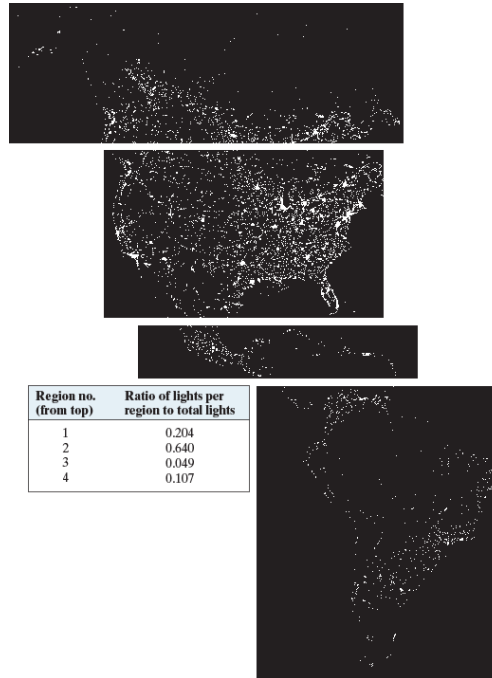 Region no. Ratio of lights per
(from top) region to total lights
1 0.204
2 0.640
3 0.049
4 0.107